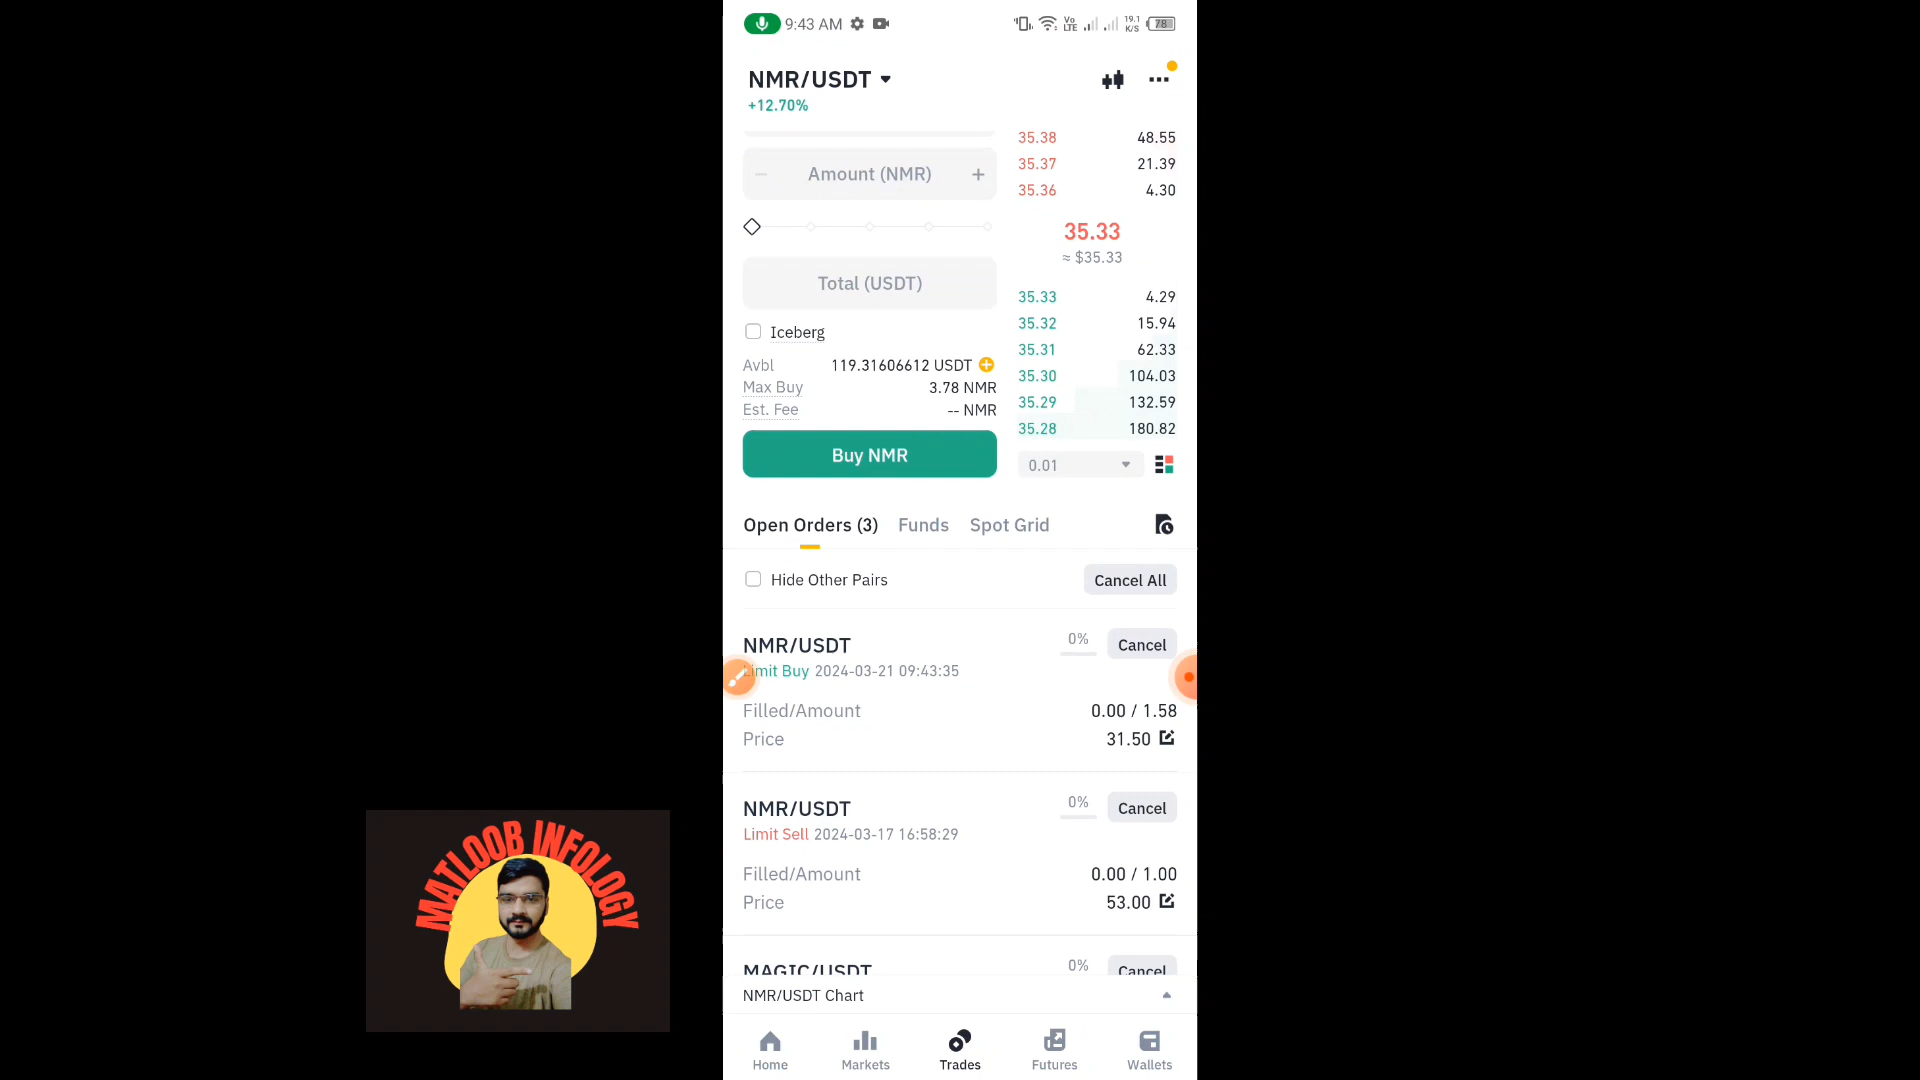 9:43 AM
Vo
LTE
19.1
K/S
78
NMR/USDT
+12.70%
Amount (NMR)
Total (USDT)
Iceberg
Avbl 119.31606612 USDT
Max Buy 3.78 NMR
Est. Fee -- NMR
Buy NMR
35.38 48.55
35.37 21.39
35.36 4.30
35.33
≈ $35.33
35.33 4.29
35.32 15.94
35.31 62.33
35.30 104.03
35.29 132.59
35.28 180.82
0.01
Open Orders (3) Funds Spot Grid
Hide Other Pairs Cancel All
NMR/USDT 0% Cancel
Limit Buy 2024-03-21 09:43:35
Filled/Amount 0.00 / 1.58
Price 31.50
NMR/USDT 0% Cancel
Limit Sell 2024-03-17 16:58:29
Filled/Amount 0.00 / 1.00
Price 53.00
MAGIC/USDT 0% Cancel
NMR/USDT Chart
Home Markets Trades Futures Wallets
MATLOOB INFOLOGY